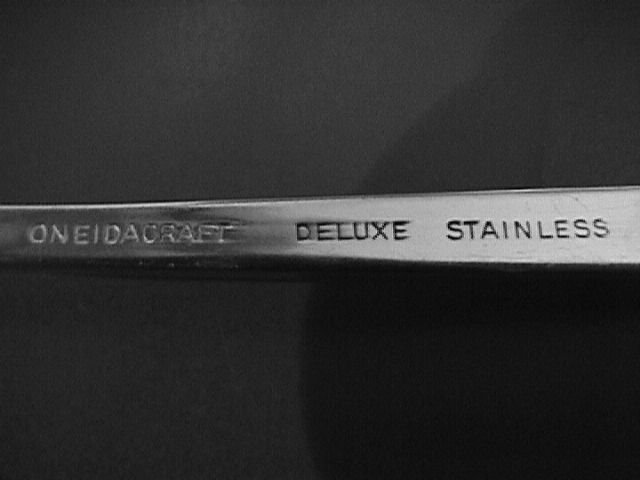 ONEIDACRAFT DELUXE STAINLESS